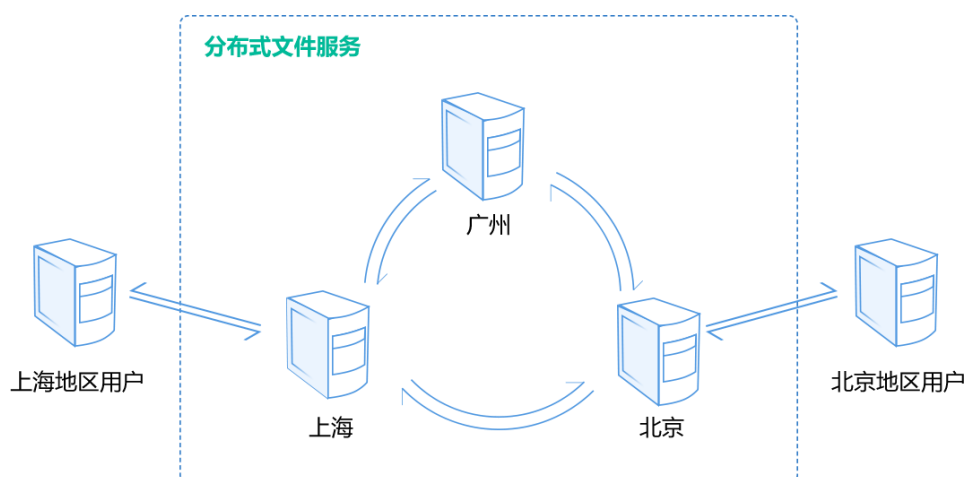 分布式文件服务
广州
上海地区用户
北京地区用户
上海
北京